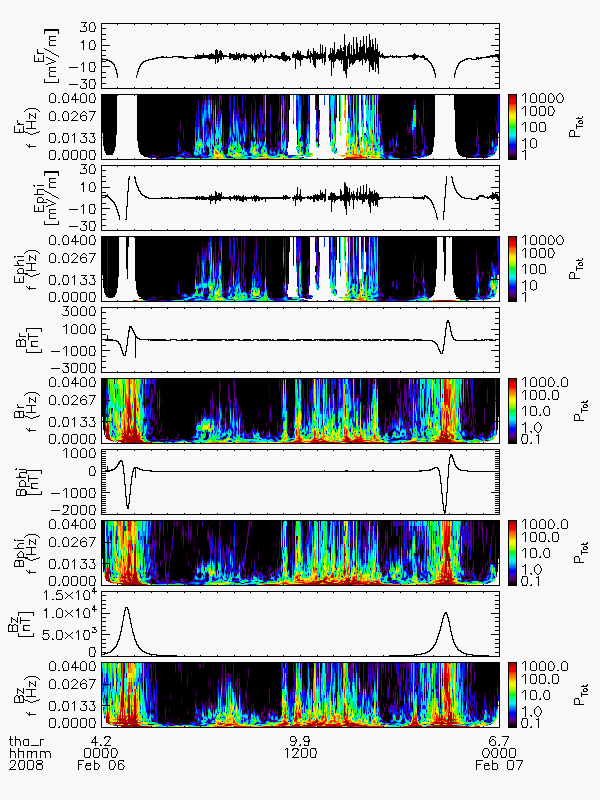 30
10
-10
-30
Er
[mV/m]
0.0400
0.0267
0.0133
0.0000
Er
f (Hz)
10000
1000
100
10
1
P Tot
30
10
-10
-30
Ephi
[mV/m]
0.0400
0.0267
0.0133
0.0000
Ephi
f (Hz)
10000
1000
100
10
1
P Tot
3000
1000
-1000
-3000
Br
[nT]
0.0400
0.0267
0.0133
0.0000
Br
f (Hz)
1000.0
100.0
10.0
1.0
0.1
P Tot
1000
0
-1000
-2000
Bphi
[nT]
0.0400
0.0267
0.0133
0.0000
Bphi
f (Hz)
1000.0
100.0
10.0
1.0
0.1
P Tot
1.5×10⁴
1.0×10⁴
5.0×10³
0
Bz
[nT]
0.0400
0.0267
0.0133
0.0000
Bz
f (Hz)
1000.0
100.0
10.0
1.0
0.1
P Tot
tha_r 4.2 9.9 6.7
hhmm 0000 1200 0000
2008 Feb 06 Feb 07